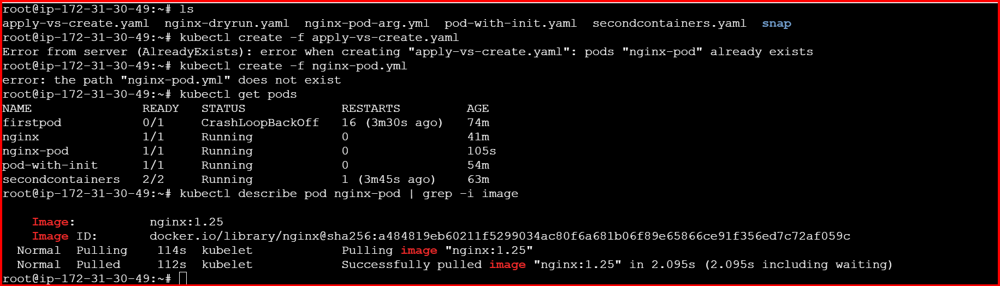 root@ip-172-31-30-49:~# ls
apply-vs-create.yaml  nginx-dryrun.yaml  nginx-pod-arg.yml  pod-with-init.yaml  secondcontainers.yaml  snap
root@ip-172-31-30-49:~# kubectl create -f apply-vs-create.yaml
Error from server (AlreadyExists): error when creating "apply-vs-create.yaml": pods "nginx-pod" already exists
root@ip-172-31-30-49:~# kubectl create -f nginx-pod.yml
error: the path "nginx-pod.yml" does not exist
root@ip-172-31-30-49:~# kubectl get pods
NAME               READY   STATUS             RESTARTS         AGE
firstpod           0/1     CrashLoopBackOff   16 (3m30s ago)   74m
nginx              1/1     Running            0                41m
nginx-pod          1/1     Running            0                105s
pod-with-init      1/1     Running            0                54m
secondcontainers   2/2     Running            1 (3m45s ago)    63m
root@ip-172-31-30-49:~# kubectl describe pod nginx-pod | grep -i image
    Image:          nginx:1.25
    Image ID:       docker.io/library/nginx@sha256:a484819eb60211f5299034ac80f6a681b06f89e65866ce91f356ed7c72af059c
  Normal  Pulling    114s  kubelet            Pulling image "nginx:1.25"
  Normal  Pulled     112s  kubelet            Successfully pulled image "nginx:1.25" in 2.095s (2.095s including waiting)
root@ip-172-31-30-49:~#